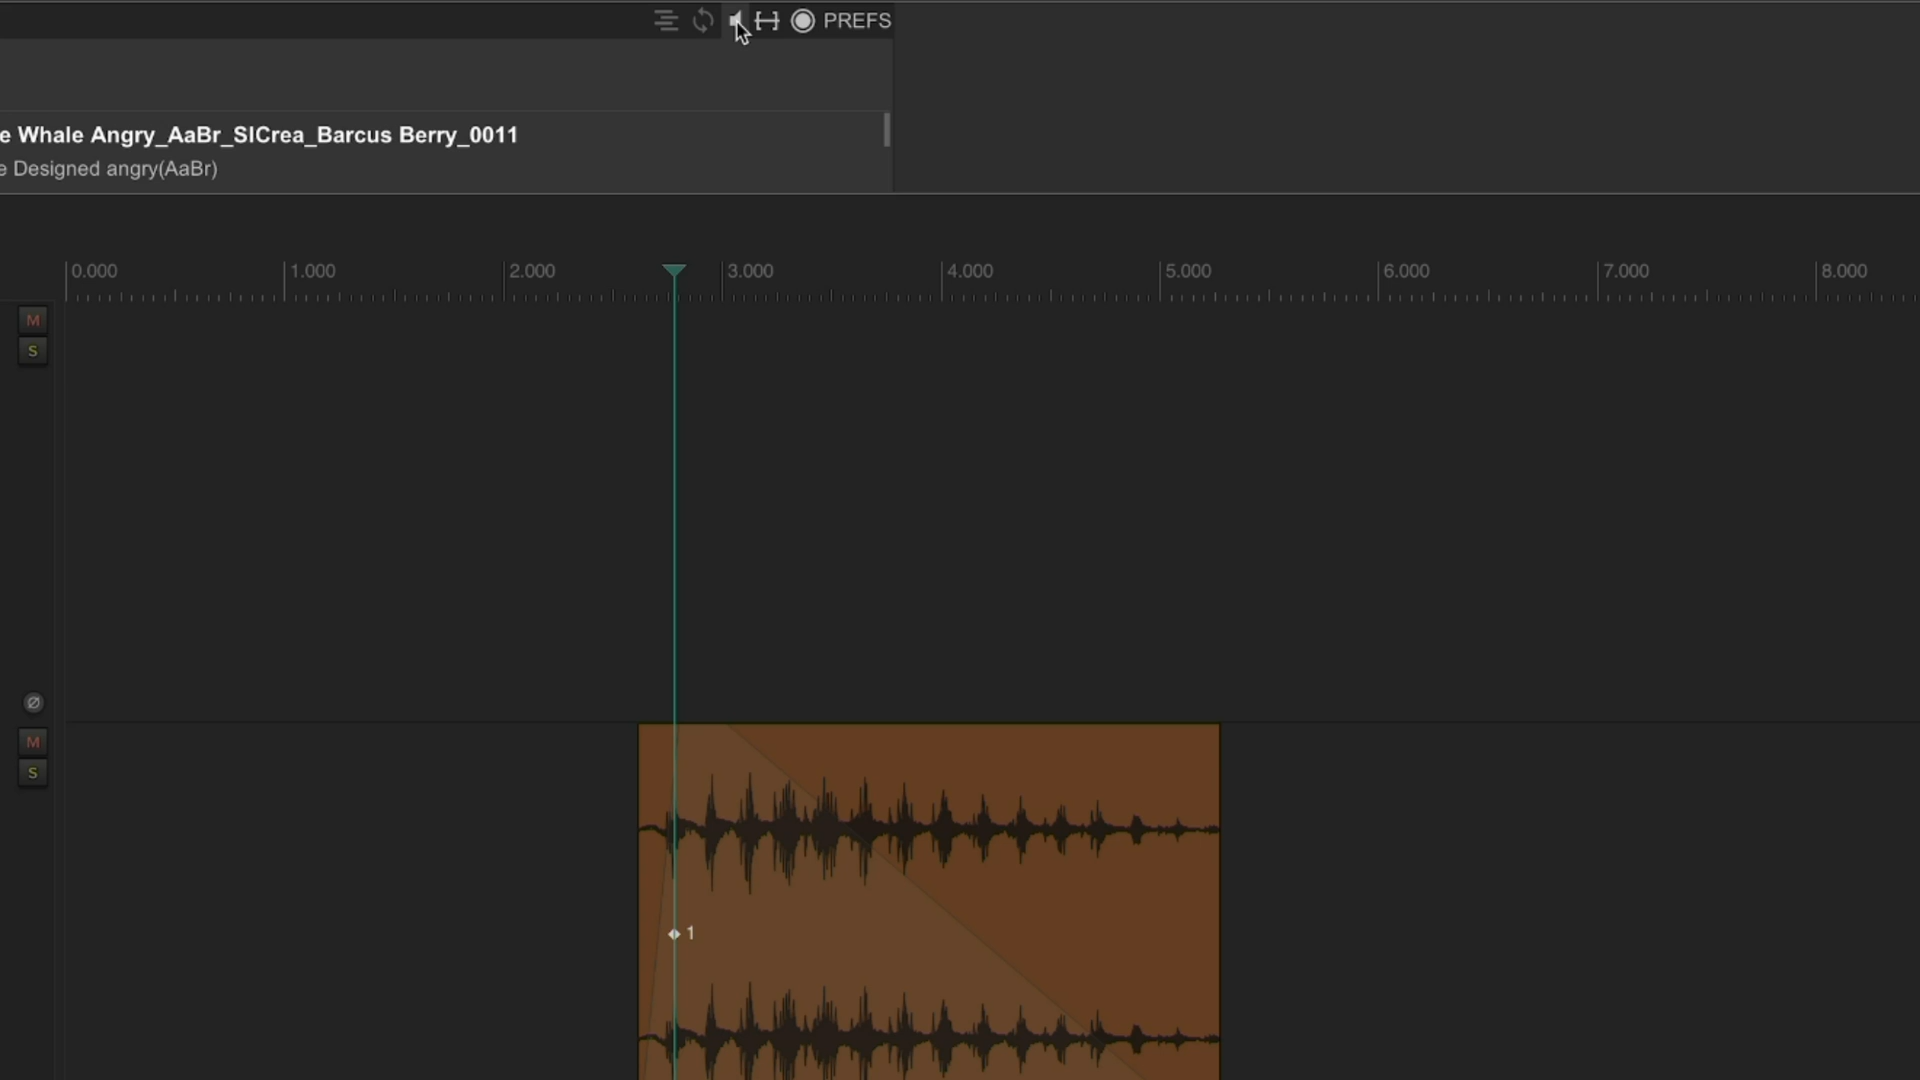 PREFS
e Whale Angry_AaBr_SlCrea_Barcus Berry_0011
e Designed angry(AaBr)
0.000 1.000 2.000 3.000 4.000 5.000 6.000 7.000 8.000
M
S
M
S
1